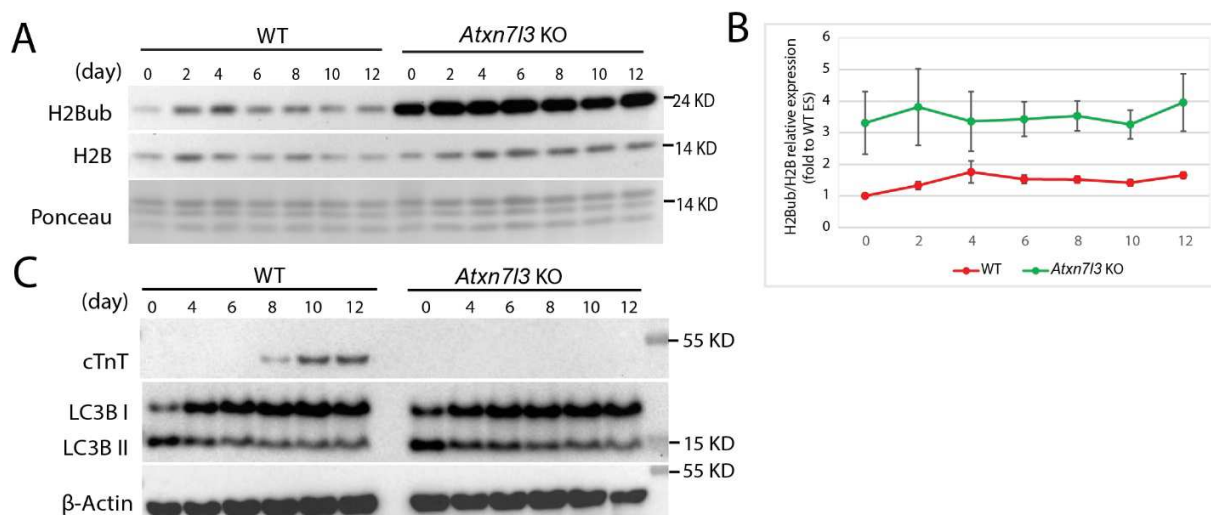 A
WT
Atxn7l3 KO
(day) 0 2 4 6 8 10 12 0 2 4 6 8 10 12
H2Bub
24 KD
H2B
14 KD
Ponceau
14 KD
B
H2Bub/H2B relative expression
(fold to WT ES)
6
5
4
3
2
1
0
0 2 4 6 8 10 12
WT Atxn7l3 KO
C
WT
Atxn7l3 KO
(day) 0 4 6 8 10 12 0 4 6 8 10 12
cTnT
55 KD
LC3B I
LC3B II
15 KD
55 KD
β-Actin